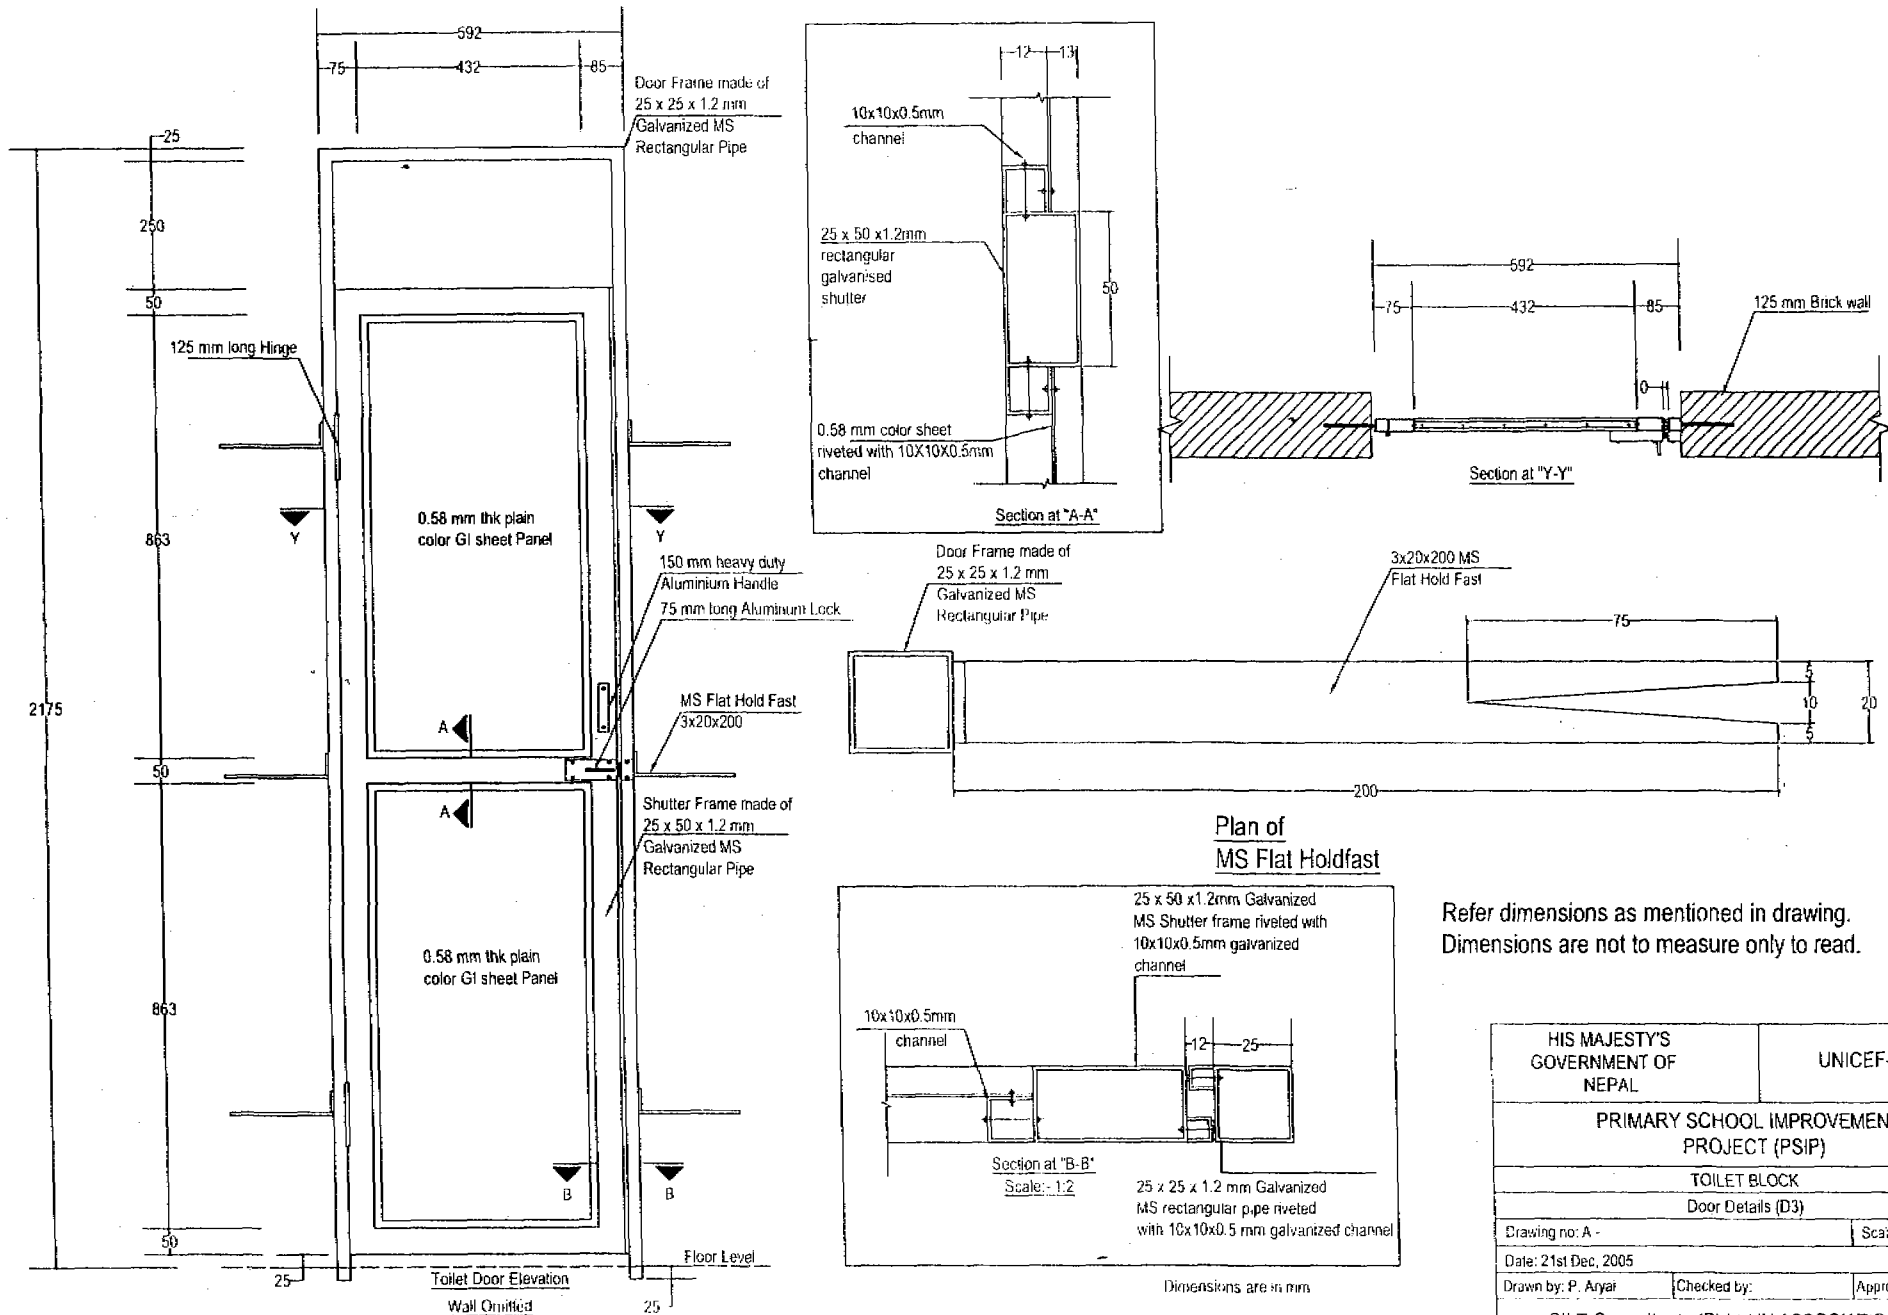 592
75
432
85
Door Frame made of
25 x 25 x 1.2 mm
Galvanized MS
Rectangular Pipe
25
250
50
125 mm long Hinge
863
Y
Y
0.58 mm thk plain
color GI sheet Panel
150 mm heavy duty
Aluminium Handle
75 mm long Aluminum Lock
2175
A
MS Flat Hold Fast
3x20x200
50
A
Shutter Frame made of
25 x 50 x 1.2 mm
Galvanized MS
Rectangular Pipe
0.58 mm thk plain
color GI sheet Panel
863
B
B
50
Floor Level
25
Toilet Door Elevation
Wall Omitted
25
12
13
10x10x0.5mm
channel
25 x 50 x1.2mm
rectangular
galvanised
shutter
50
0.58 mm color sheet
riveted with 10X10X0.5mm
channel
Section at "A-A"
592
75
432
85
125 mm Brick wall
0
Section at "Y-Y"
Door Frame made of
25 x 25 x 1.2 mm
Galvanized MS
Rectangular Pipe
3x20x200 MS
Flat Hold Fast
75
5
10
20
5
200
Plan of
MS Flat Holdfast
25 x 50 x1.2mm Galvanized
MS Shutter frame riveted with
10x10x0.5mm galvanized
channel
10x10x0.5mm
channel
12
25
Section at "B-B"
Scale:- 1:2
25 x 25 x 1.2 mm Galvanized
MS rectangular pipe riveted
with 10x10x0.5 mm galvanized channel
Dimensions are in mm
Refer dimensions as mentioned in drawing.
Dimensions are not to measure only to read.
HIS MAJESTY'S
GOVERNMENT OF
NEPAL
UNICEF-
PRIMARY SCHOOL IMPROVEMEN
PROJECT (PSIP)
TOILET BLOCK
Door Details (D3)
Drawing no: A -
Date: 21st Dec, 2005
Drawn by: P. Aryal
Checked by: